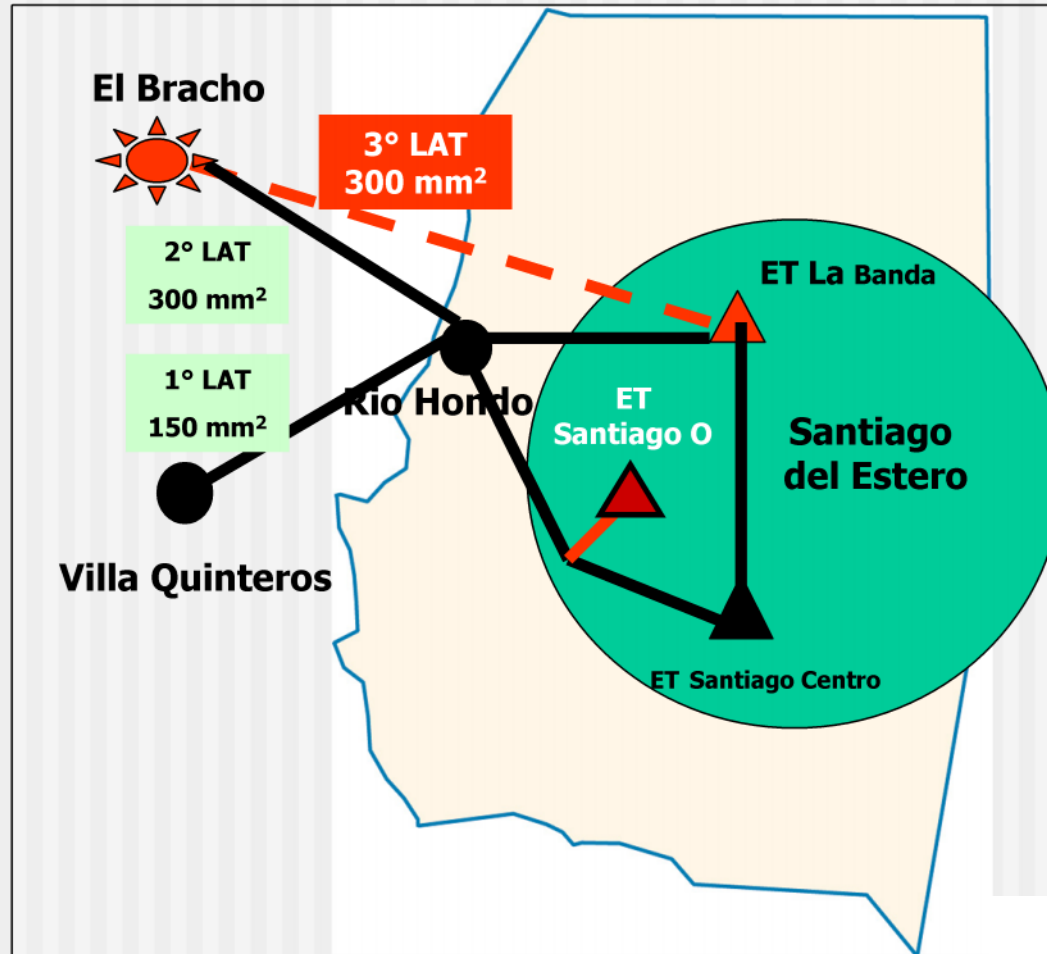 El Bracho
3° LAT
300 mm²
2° LAT
300 mm²
ET La Banda
1° LAT
150 mm²
Rio Hondo
ET
Santiago O
Santiago
del Estero
Villa Quinteros
ET Santiago Centro